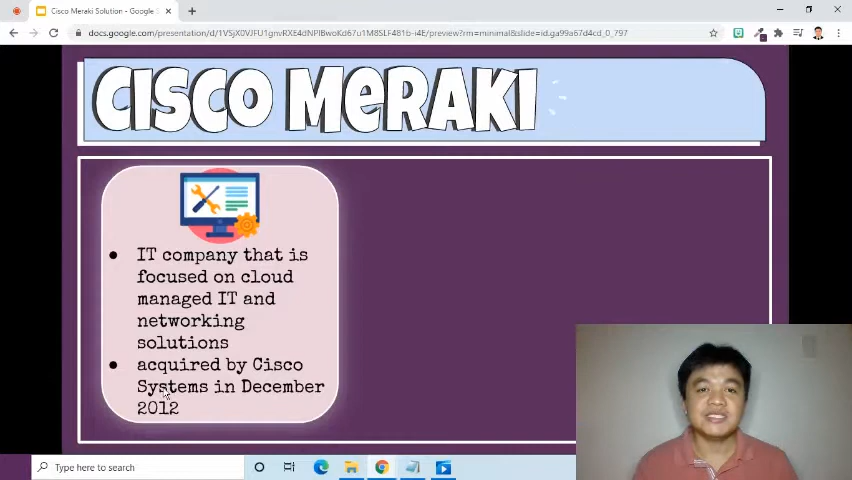 Cisco Meraki Solution - Google S
docs.google.com/presentation/d/1VSjX0VJFU1gnvRXE4dNPIBwoKd67u1M8SLF481b-i4E/preview?rm=minimal&slide=id.ga99a67d4cd_0_797
CISCO MeRAKI
● IT company that is
focused on cloud
managed IT and
networking
solutions
● acquired by Cisco
Systems in December
2012
Type here to search